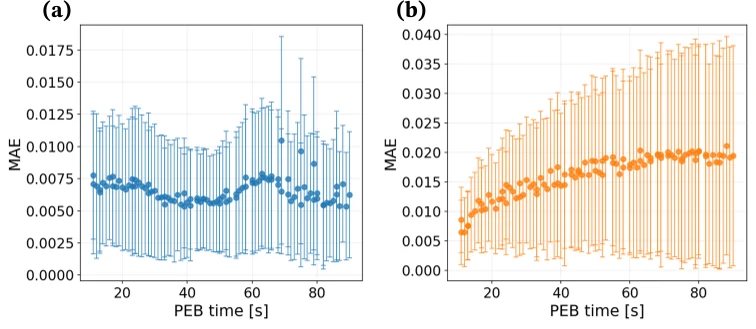 (a)
MAE
0.0175
0.0150
0.0125
0.0100
0.0075
0.0050
0.0025
0.0000
20 40 60 80
PEB time [s]
(b)
MAE
0.040
0.035
0.030
0.025
0.020
0.015
0.010
0.005
0.000
20 40 60 80
PEB time [s]